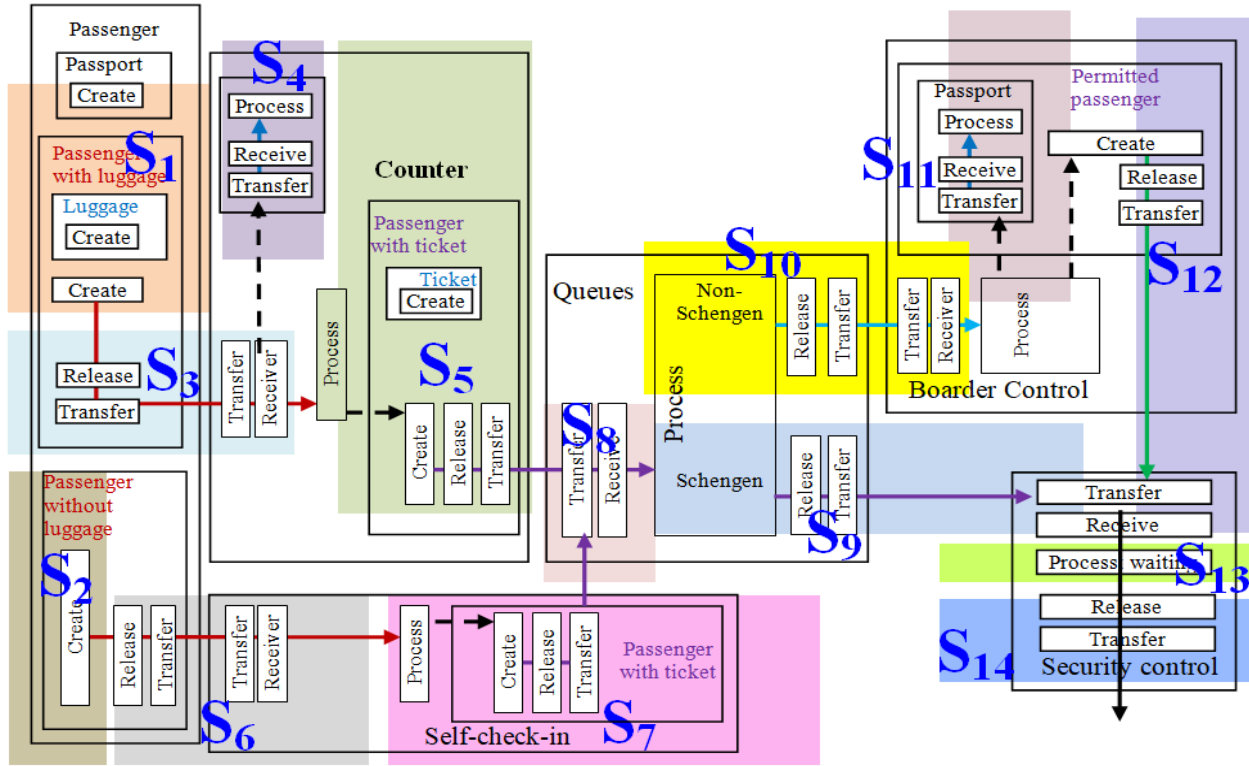 Passenger
Passport
Create
S1
Passenger
with luggage
Luggage
Create
Create
Release
Transfer
S3
Passenger
without
luggage
S2
Create
Release
Transfer
S6
S4
Process
Receive
Transfer
Transfer
Receiver
Process
Counter
Passenger
with ticket
Ticket
Create
S5
Create
Release
Transfer
Transfer
Receiver
Process
Create
Release
Transfer
Passenger
with ticket
S7
Self-check-in
Queues
S8
Transfer
Receive
Process
S10
Non-
Schengen
Release
Transfer
Schengen
Release
Transfer
S9
Transfer
Receiver
Process
Boarder Control
Passport
Process
Receive
Transfer
S11
Permitted
passenger
Create
Release
Transfer
S12
Transfer
Receive
Process: waiting
S13
Release
Transfer
S14
Security control